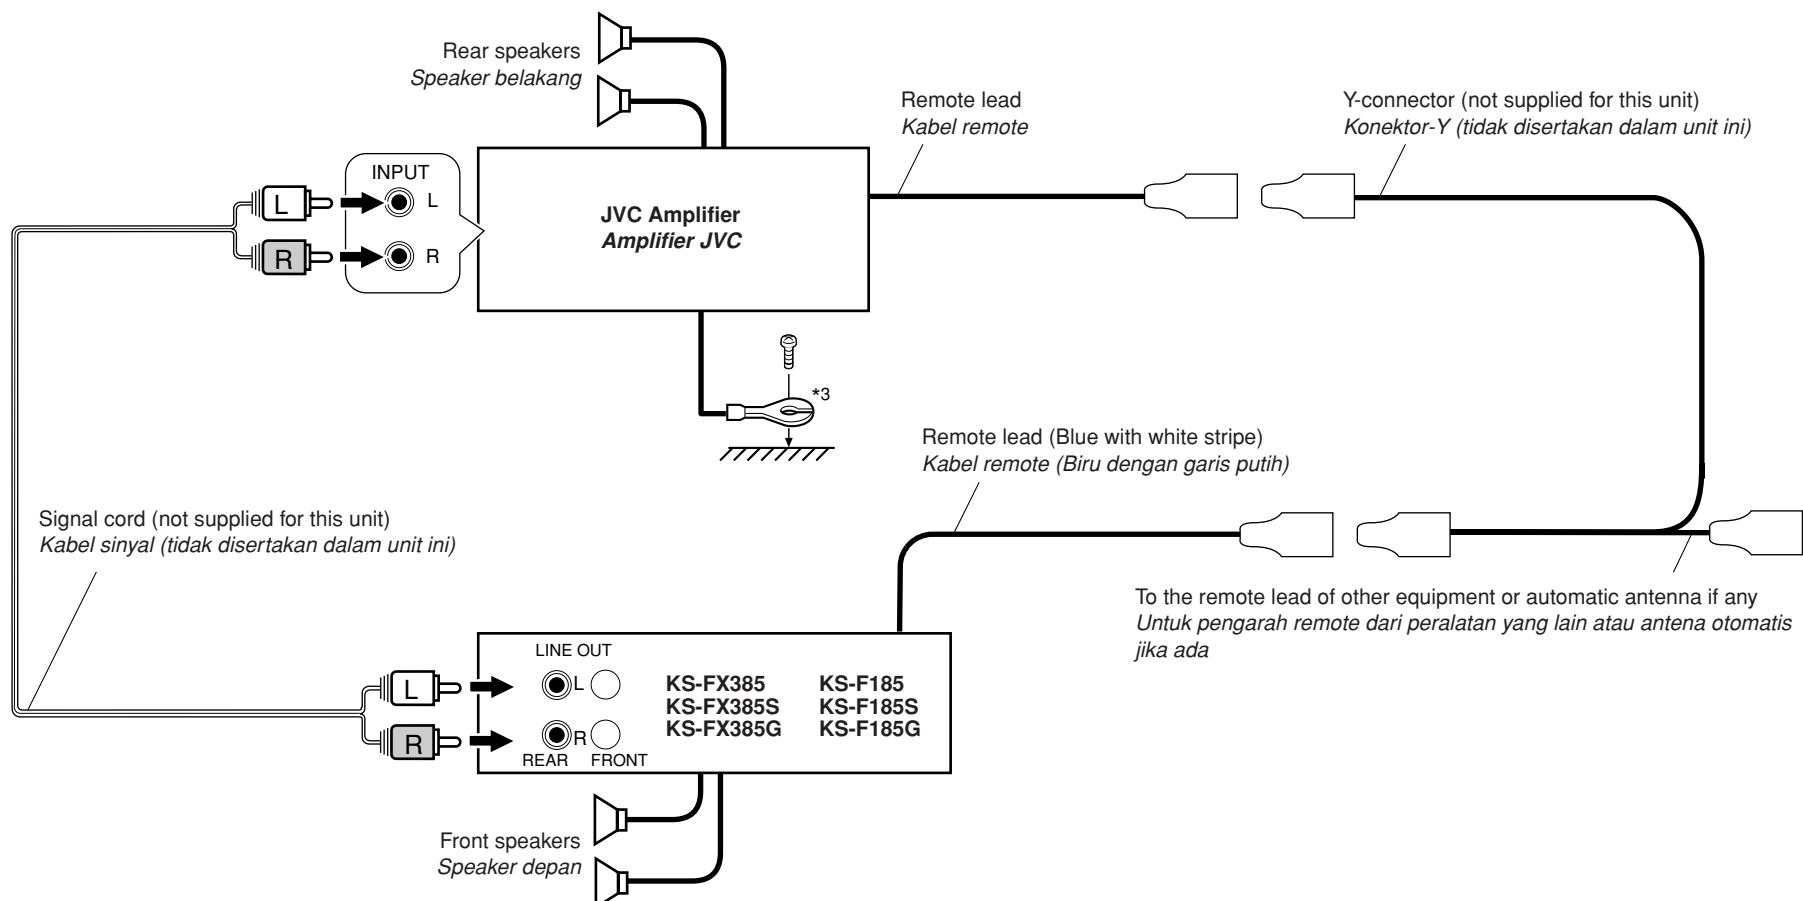 Rear speakers
Speaker belakang
Remote lead
Kabel remote
Y-connector (not supplied for this unit)
Konektor-Y (tidak disertakan dalam unit ini)
INPUT
L
L
R
R
JVC Amplifier
Amplifier JVC
*3
Remote lead (Blue with white stripe)
Kabel remote (Biru dengan garis putih)
Signal cord (not supplied for this unit)
Kabel sinyal (tidak disertakan dalam unit ini)
To the remote lead of other equipment or automatic antenna if any
Untuk pengarah remote dari peralatan yang lain atau antena otomatis
jika ada
LINE OUT
L
L
R
R
REAR FRONT
KS-FX385 KS-F185
KS-FX385S KS-F185S
KS-FX385G KS-F185G
Front speakers
Speaker depan